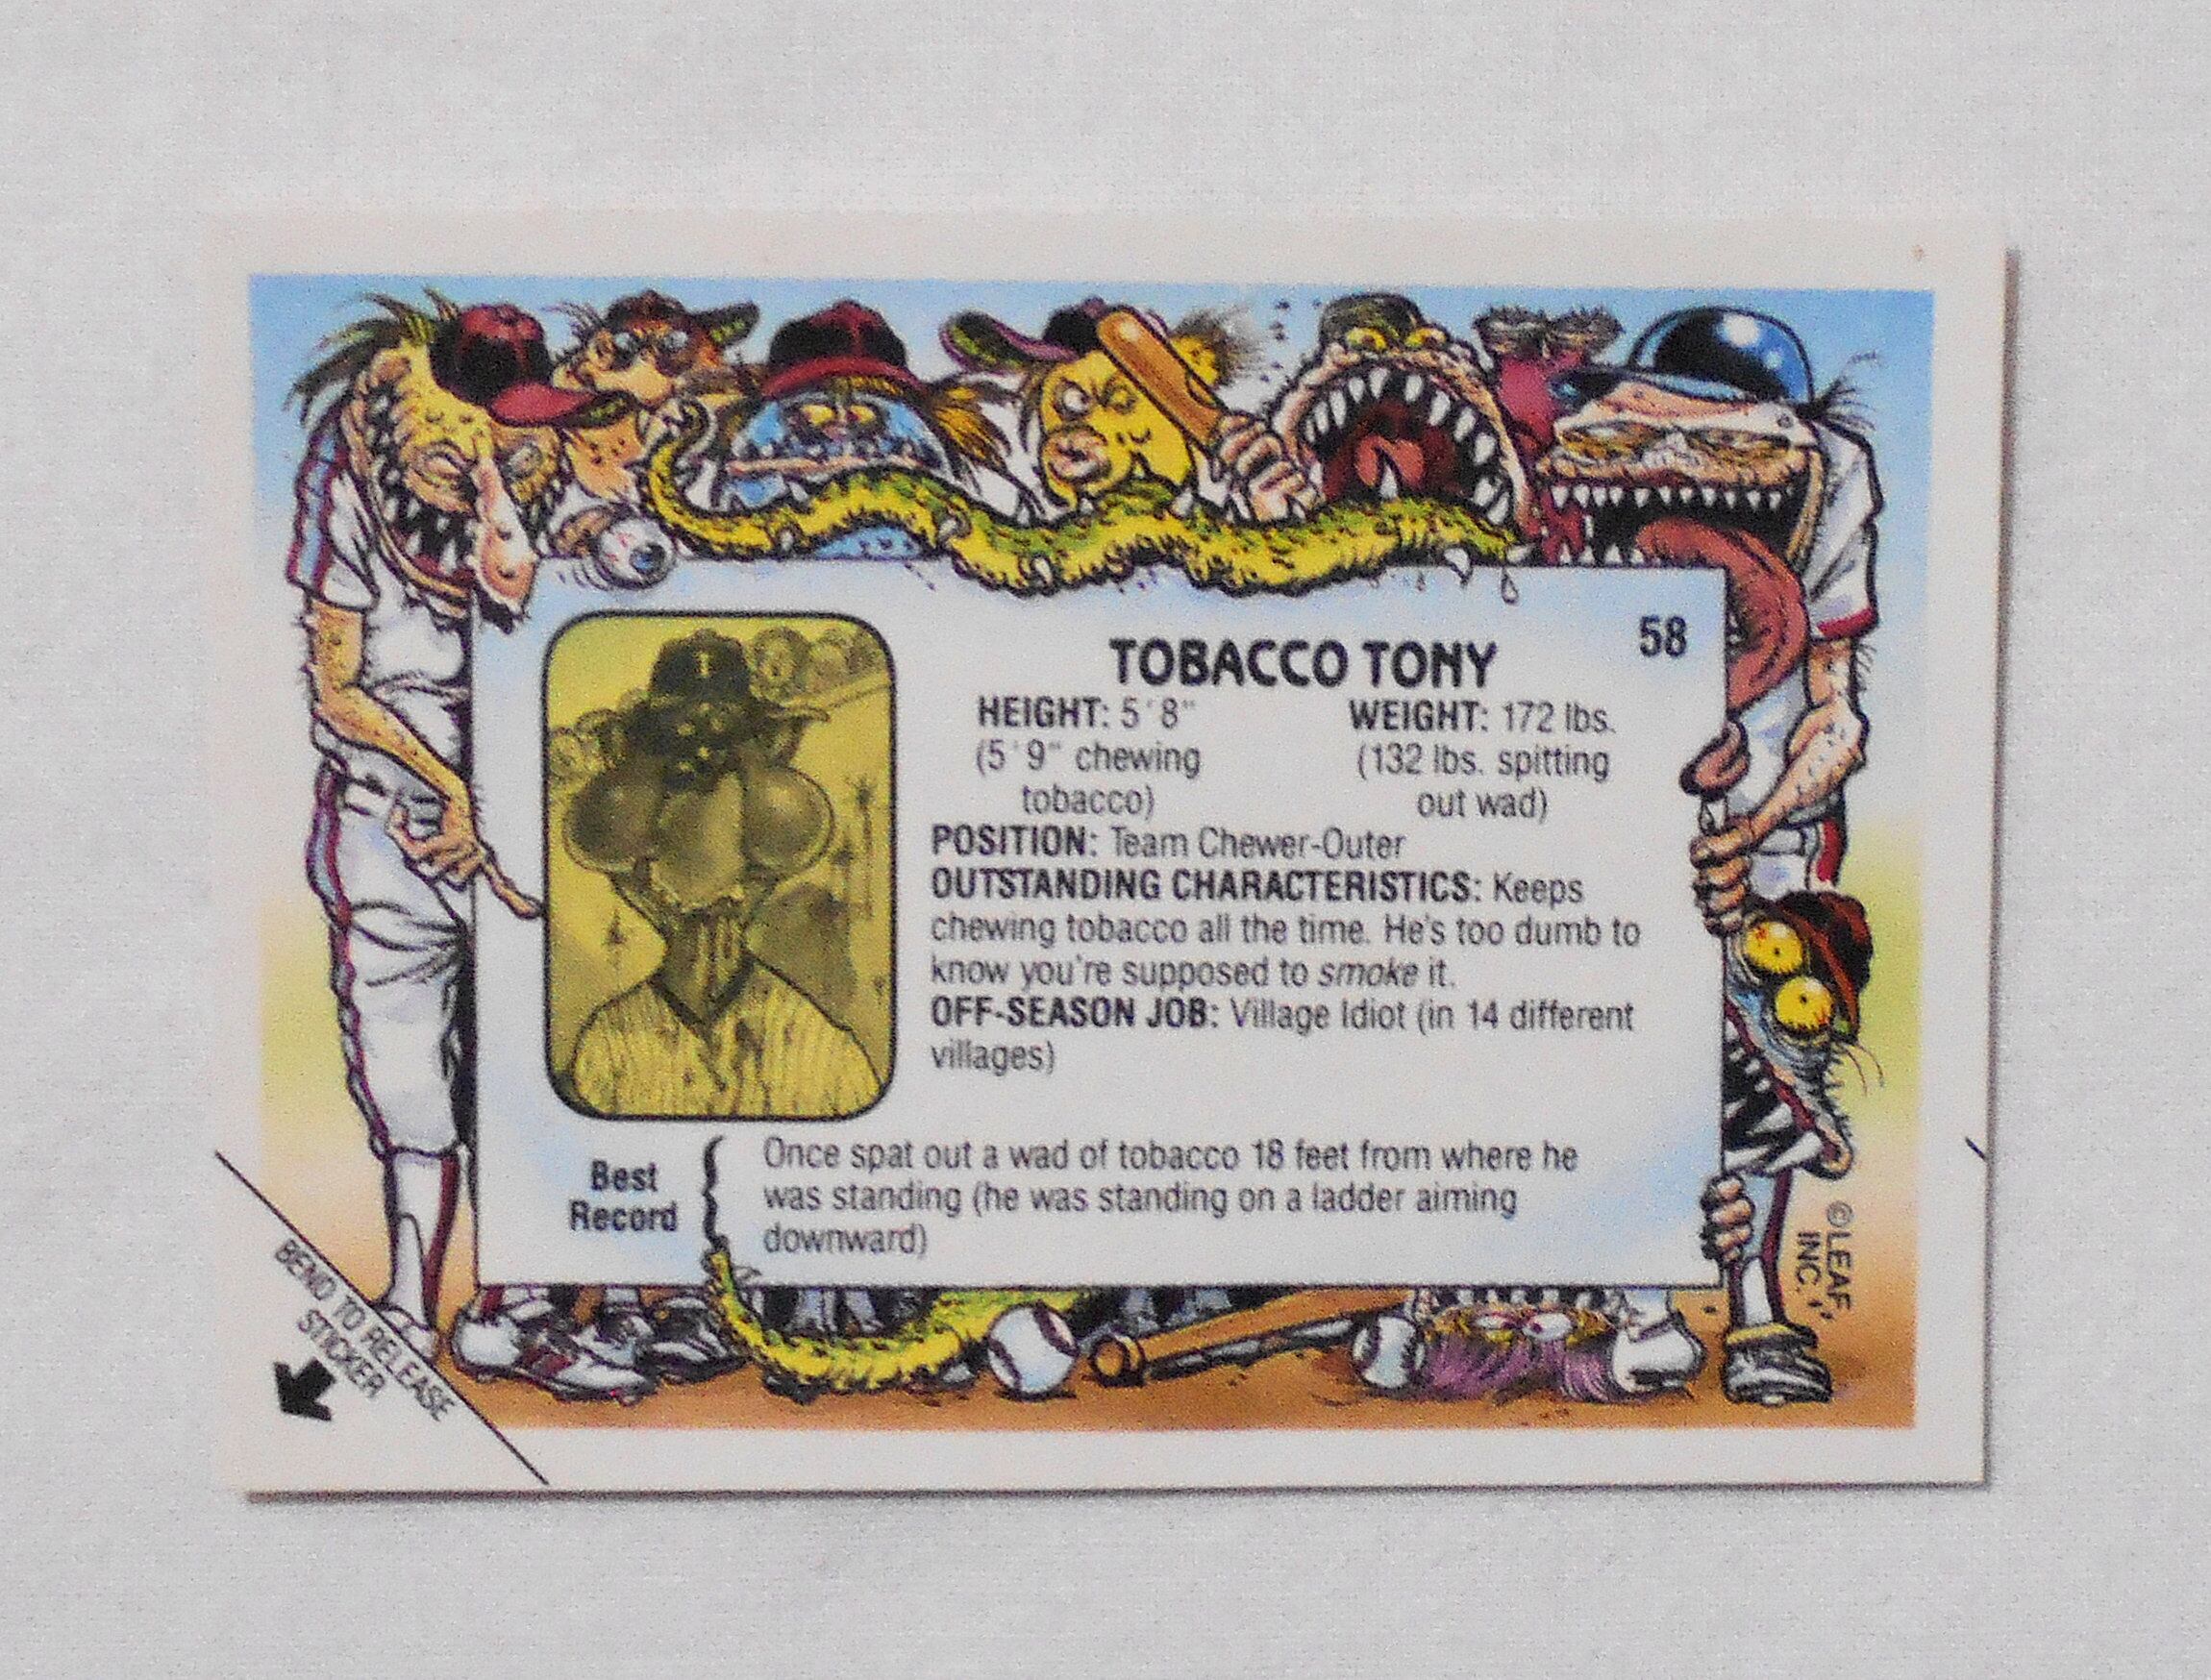 58
TOBACCO TONY
HEIGHT: 5'8"
(5'9" chewing
tobacco)
WEIGHT: 172 lbs.
(132 lbs. spitting
out wad)
POSITION: Team Chewer-Outer
OUTSTANDING CHARACTERISTICS: Keeps
chewing tobacco all the time. He's too dumb to
know you're supposed to smoke it.
OFF-SEASON JOB: Village Idiot (in 14 different
villages)
Best
Record
Once spat out a wad of tobacco 18 feet from where he
was standing (he was standing on a ladder aiming
downward)
©LEAF
INC.
BEND TO RELEASE
STICKER